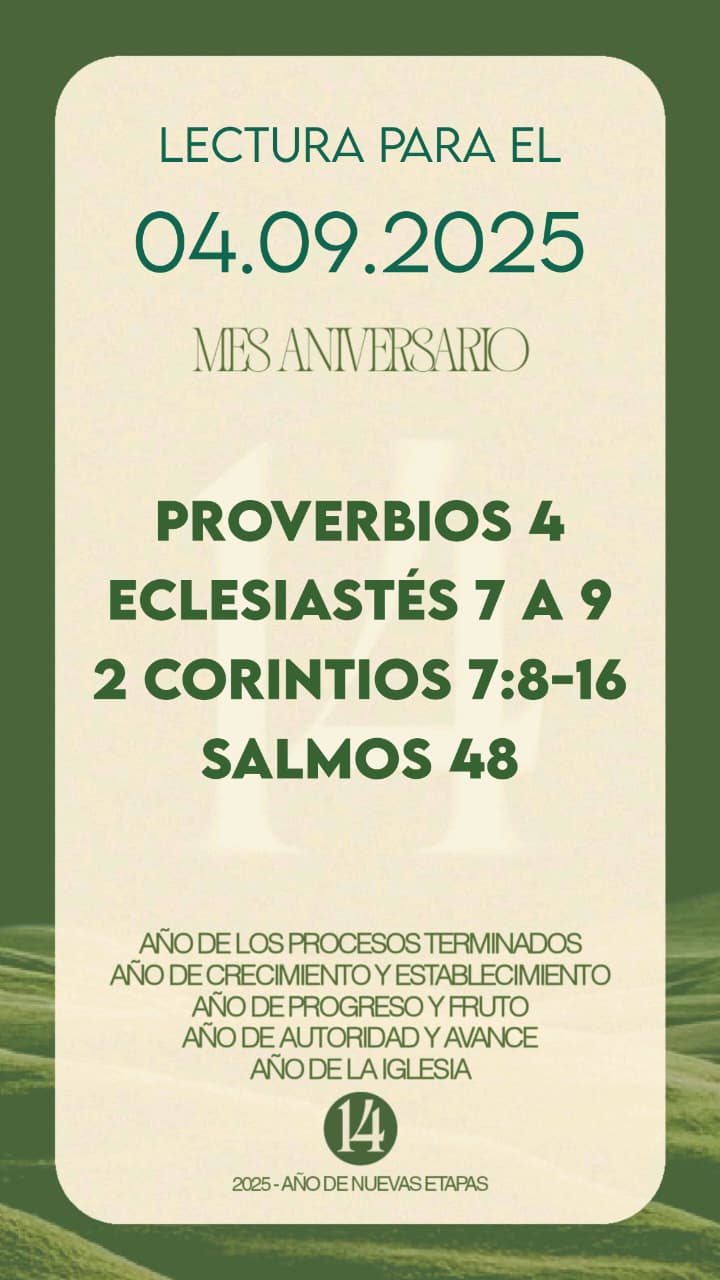 LECTURA PARA EL
04.09.2025
MES ANIVERSARIO
14
PROVERBIOS 4
ECLESIASTÉS 7 A 9
2 CORINTIOS 7:8-16
SALMOS 48
AÑO DE LOS PROCESOS TERMINADOS
AÑO DE CRECIMIENTO Y ESTABLECIMIENTO
AÑO DE PROGRESO Y FRUTO
AÑO DE AUTORIDAD Y AVANCE
AÑO DE LA IGLESIA
14
2025 - AÑO DE NUEVAS ETAPAS